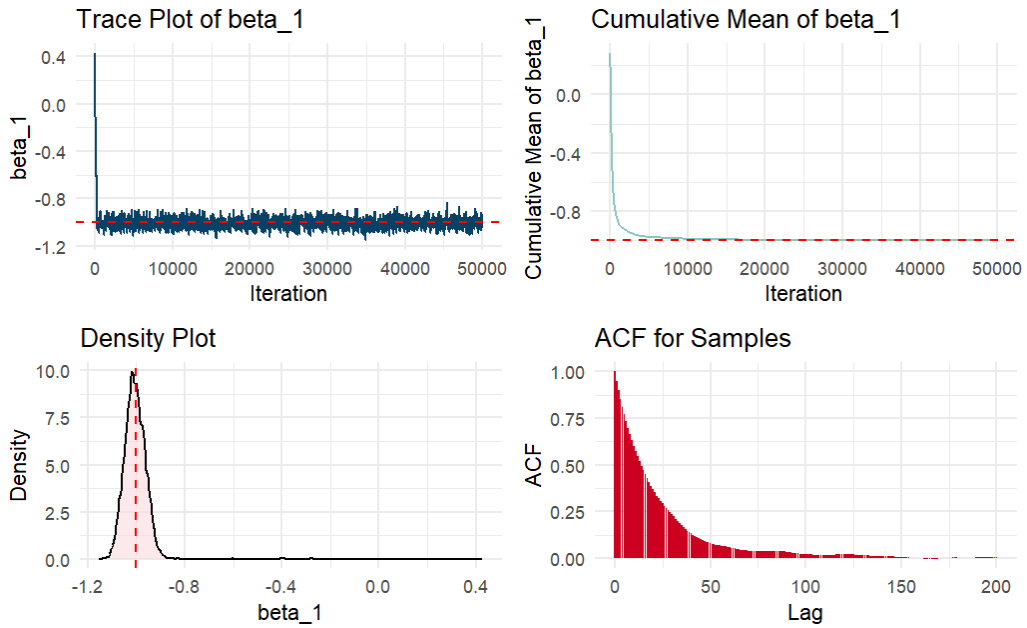 Trace Plot of beta_1
beta_1
0.4
0.0
-0.4
-0.8
-1.2
0 10000 20000 30000 40000 50000
Iteration
Cumulative Mean of beta_1
Cumulative Mean of beta_1
0.0
-0.4
-0.8
0 10000 20000 30000 40000 50000
Iteration
Density Plot
Density
10.0
7.5
5.0
2.5
0.0
-1.2 -0.8 -0.4 0.0 0.4
beta_1
ACF for Samples
ACF
1.00
0.75
0.50
0.25
0.00
0 50 100 150 200
Lag